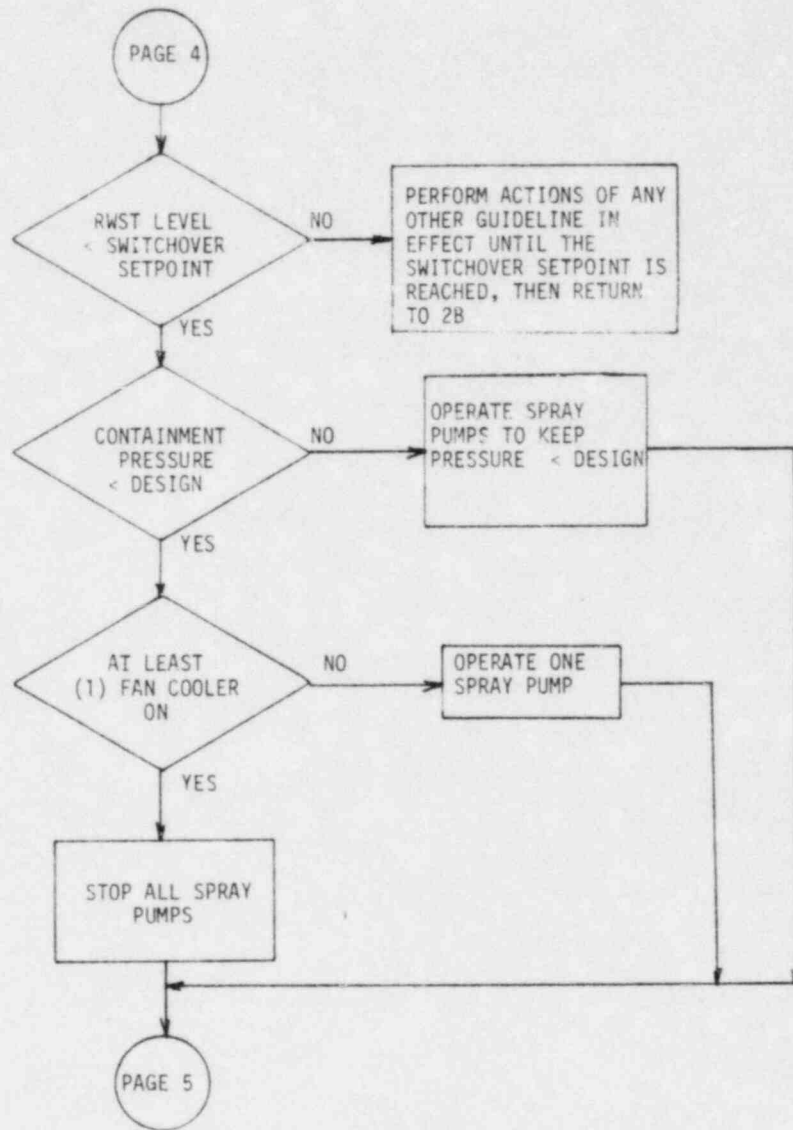 PAGE 4
RWST LEVEL
< SWITCHOVER
SETPOINT
NO
PERFORM ACTIONS OF ANY
OTHER GUIDELINE IN
EFFECT UNTIL THE
SWITCHOVER SETPOINT IS
REACHED, THEN RETURN
TO 2B
YES
CONTAINMENT
PRESSURE
< DESIGN
NO
OPERATE SPRAY
PUMPS TO KEEP
PRESSURE < DESIGN
YES
AT LEAST
(1) FAN COOLER
ON
NO
OPERATE ONE
SPRAY PUMP
YES
STOP ALL SPRAY
PUMPS
PAGE 5